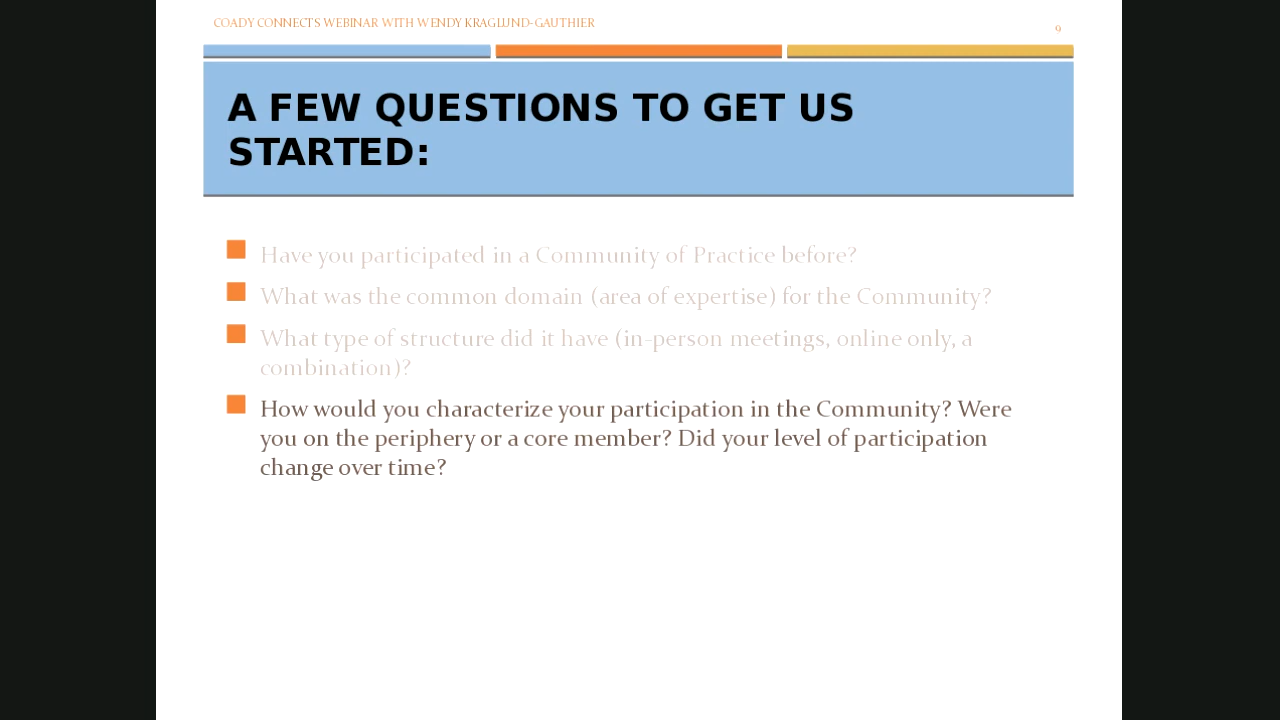 COADY CONNECTS WEBINAR WITH WENDY KRAGLUND-GAUTHIER
9
A FEW QUESTIONS TO GET US
STARTED:
Have you participated in a Community of Practice before?
What was the common domain (area of expertise) for the Community?
What type of structure did it have (in-person meetings, online only, a
combination)?
How would you characterize your participation in the Community? Were
you on the periphery or a core member? Did your level of participation
change over time?